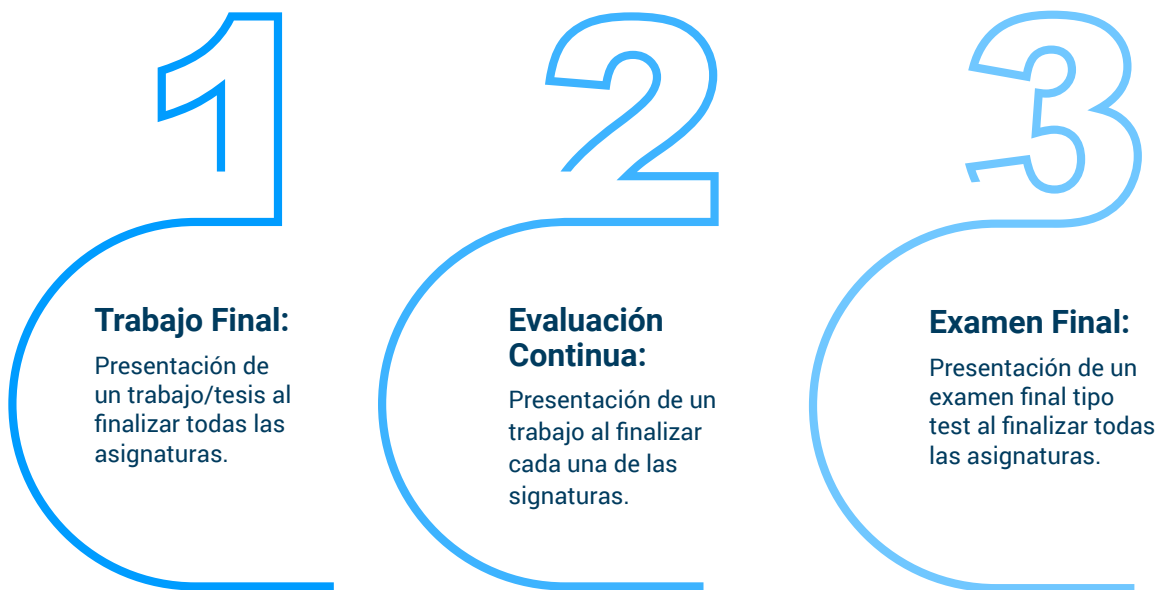 1
Trabajo Final:
Presentación de
un trabajo/tesis al
finalizar todas las
asignaturas.
2
Evaluación
Continua:
Presentación de un
trabajo al finalizar
cada una de las
signaturas.
3
Examen Final:
Presentación de un
examen final tipo
test al finalizar todas
las asignaturas.